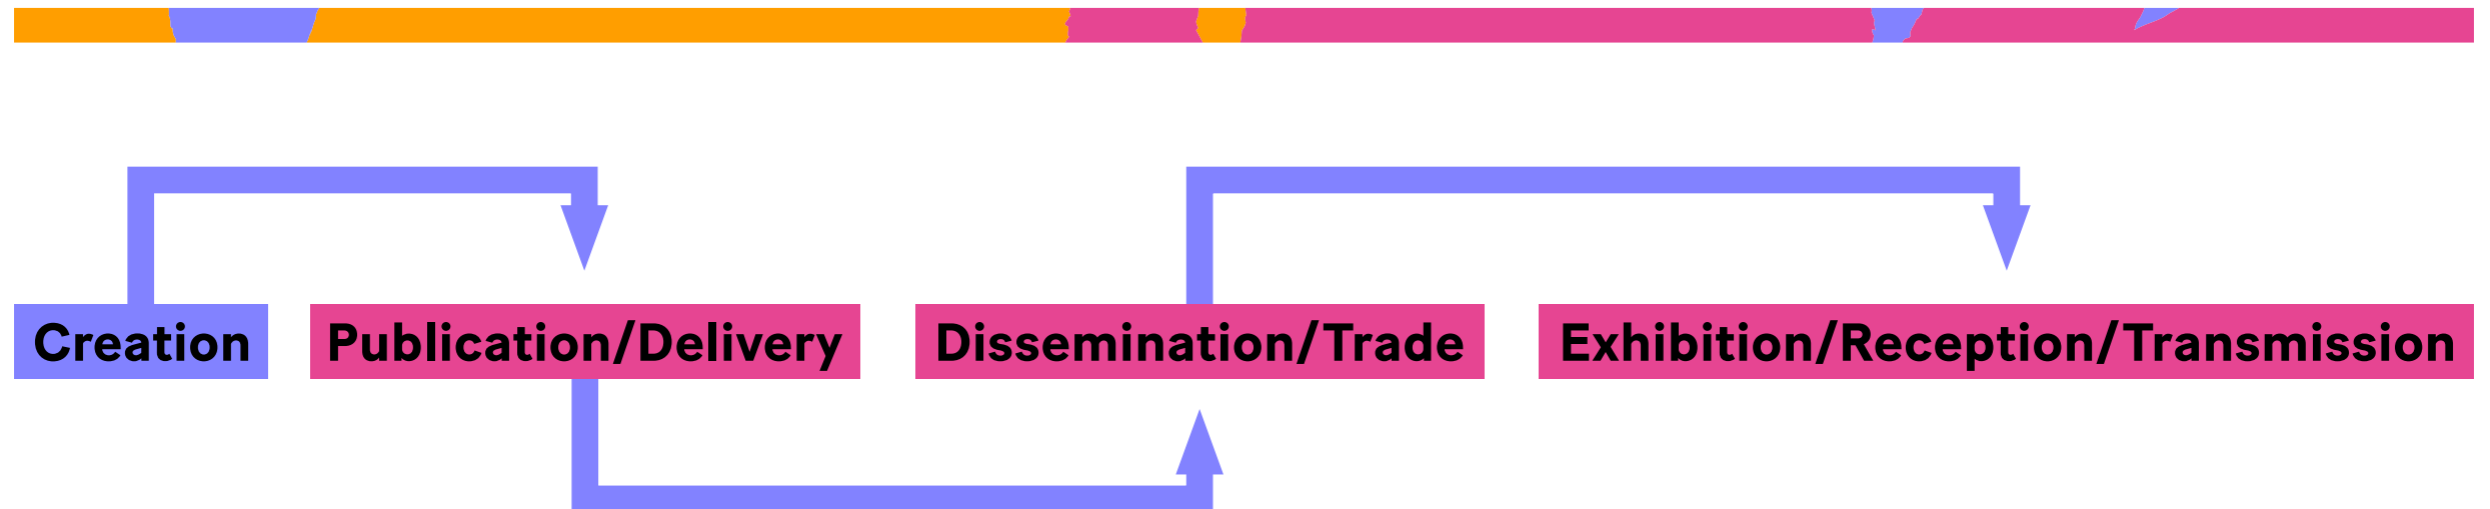 Creation
Publication/Delivery
Dissemination/Trade
Exhibition/Reception/Transmission